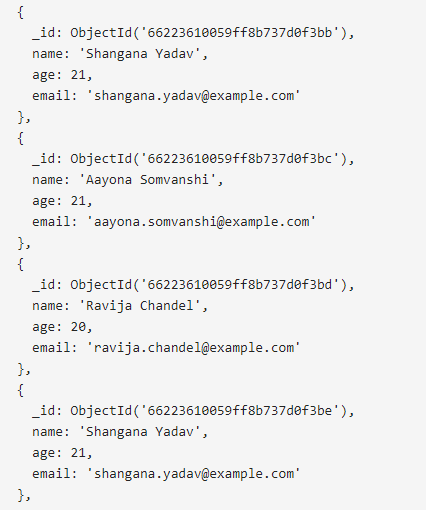 {
_id: ObjectId('66223610059ff8b737d0f3bb'),
name: 'Shangana Yadav',
age: 21,
email: 'shangana.yadav@example.com'
},
{
_id: ObjectId('66223610059ff8b737d0f3bc'),
name: 'Aayona Somvanshi',
age: 21,
email: 'aayona.somvanshi@example.com'
},
{
_id: ObjectId('66223610059ff8b737d0f3bd'),
name: 'Ravija Chandel',
age: 20,
email: 'ravija.chandel@example.com'
},
{
_id: ObjectId('66223610059ff8b737d0f3be'),
name: 'Shangana Yadav',
age: 21,
email: 'shangana.yadav@example.com'
},